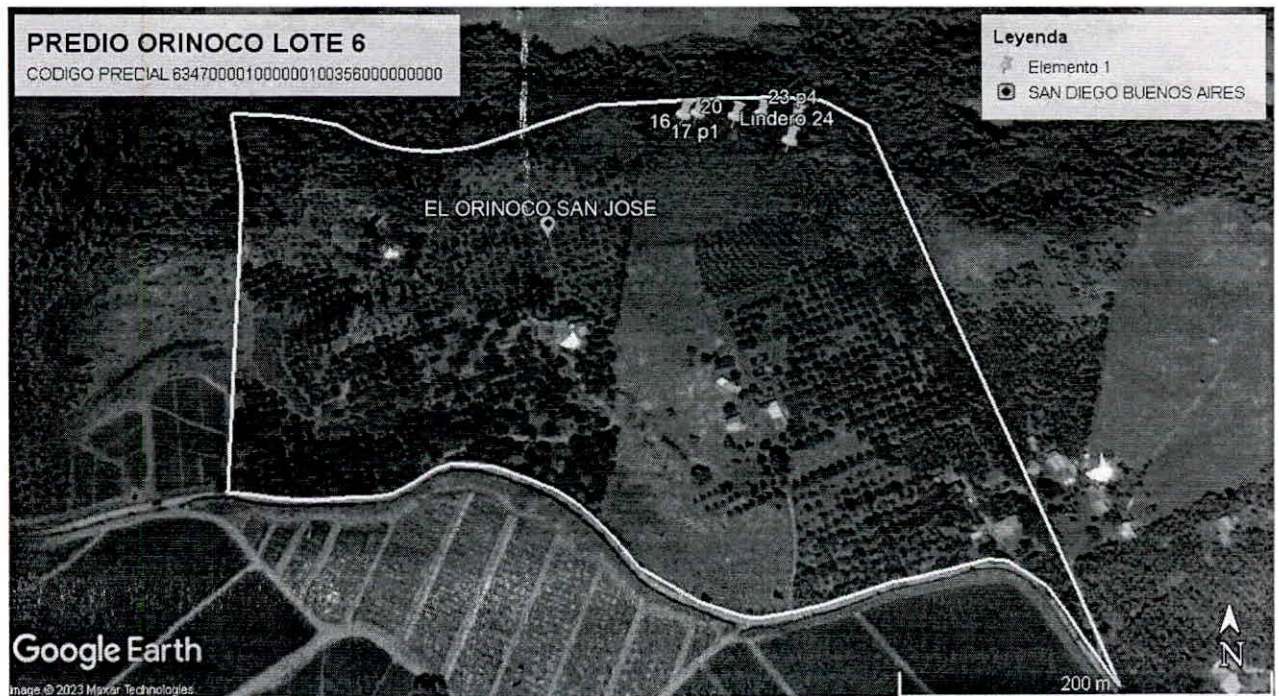 PREDIO ORINOCO LOTE 6
CODIGO PREDIAL 634700001000000100356000000000
Leyenda
Elemento 1
SAN DIEGO BUENOS AIRES
23 p4
20
16
Lindero 24
17 p1
EL ORINOCO SAN JOSE
N
Google Earth
200 m
Image © 2023 Maxar Technologies